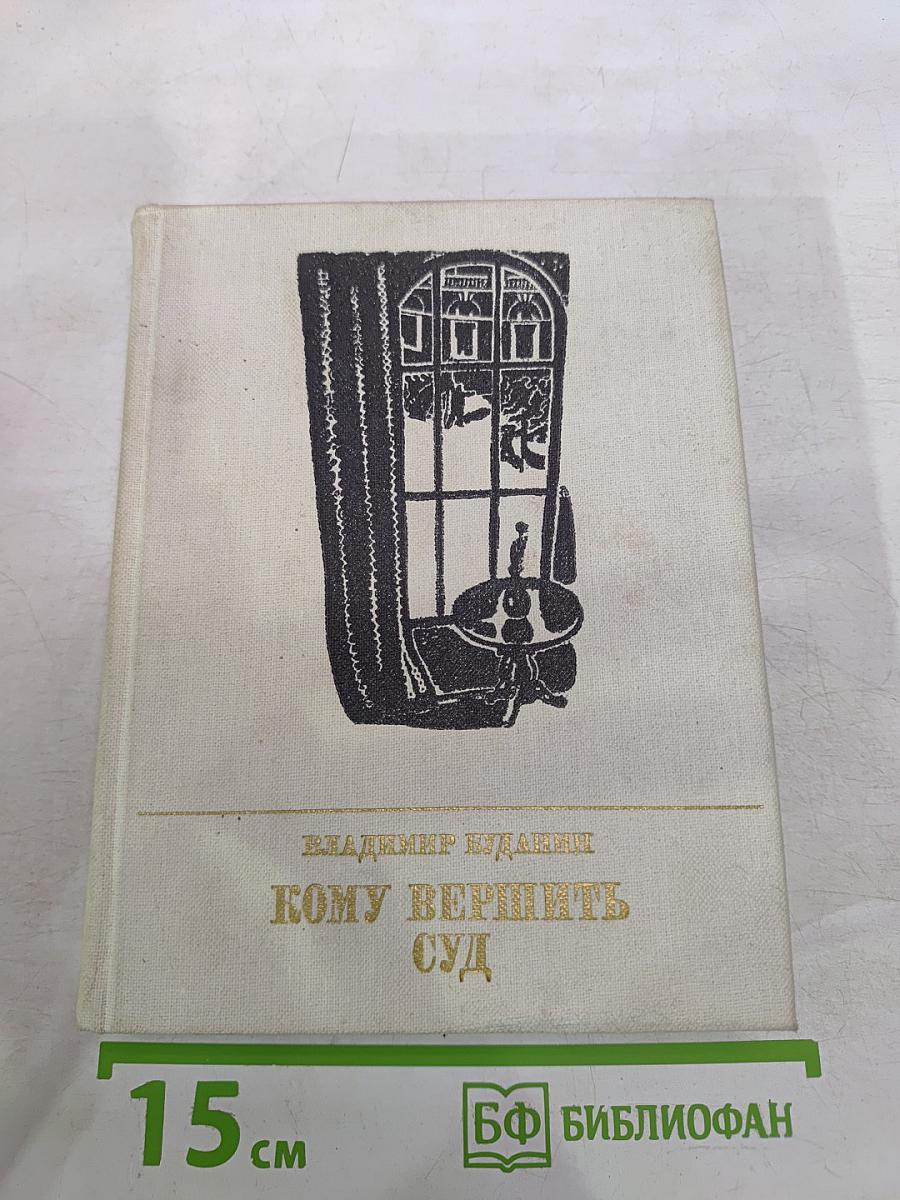 ВЛАДИМИР БУДАНИН
КОМУ ВЕРШИТЬ
СУД
15 см
БФ БИБЛИОФАН